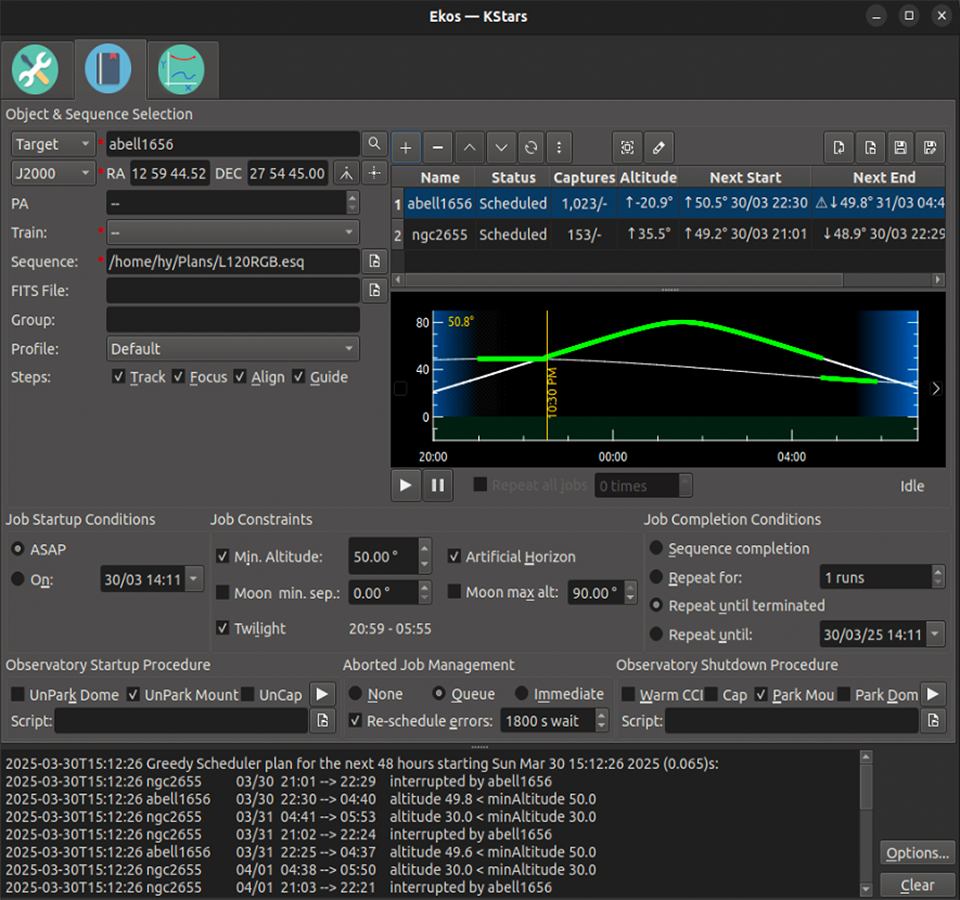 Ekos — KStars
Object & Sequence Selection
Target abell1656
J2000 RA 12 59 44.52 DEC 27 54 45.00
PA --
Train: --
Sequence: /home/hy/Plans/L120RGB.esq
FITS File:
Group:
Profile: Default
Steps: Track Focus Align Guide
Name Status Captures Altitude Next Start Next End
1 abell1656 Scheduled 1,023/- ↑-20.9° ↑50.5° 30/03 22:30 ⚠↓49.8° 31/03 04:4
2 ngc2655 Scheduled 153/- ↑35.5° ↑49.2° 30/03 21:01 ↓48.9° 30/03 22:29
80 50.8°
40
10:30 PM
0
20:00 00:00 04:00
Repeat all jobs 0 times Idle
Job Startup Conditions
ASAP
On: 30/03 14:11
Job Constraints
Min. Altitude: 50.00 ° Artificial Horizon
Moon min. sep.: 0.00 ° Moon max alt: 90.00 °
Twilight 20:59 - 05:55
Job Completion Conditions
Sequence completion
Repeat for: 1 runs
Repeat until terminated
Repeat until: 30/03/25 14:11
Observatory Startup Procedure
UnPark Dome UnPark Mount UnCap
Script:
Aborted Job Management
None Queue Immediate
Re-schedule errors: 1800 s wait
Observatory Shutdown Procedure
Warm CCI Cap Park Mou Park Dom
Script:
2025-03-30T15:12:26 Greedy Scheduler plan for the next 48 hours starting Sun Mar 30 15:12:26 2025 (0.065)s:
2025-03-30T15:12:26 ngc2655 03/30 21:01 --> 22:29 interrupted by abell1656
2025-03-30T15:12:26 abell1656 03/30 22:30 --> 04:40 altitude 49.8 < minAltitude 50.0
2025-03-30T15:12:26 ngc2655 03/31 04:41 --> 05:53 altitude 30.0 < minAltitude 30.0
2025-03-30T15:12:26 ngc2655 03/31 21:02 --> 22:24 interrupted by abell1656
2025-03-30T15:12:26 abell1656 03/31 22:25 --> 04:37 altitude 49.6 < minAltitude 50.0
2025-03-30T15:12:26 ngc2655 04/01 04:38 --> 05:50 altitude 30.0 < minAltitude 30.0
2025-03-30T15:12:26 ngc2655 04/01 21:03 --> 22:21 interrupted by abell1656
Options...
Clear